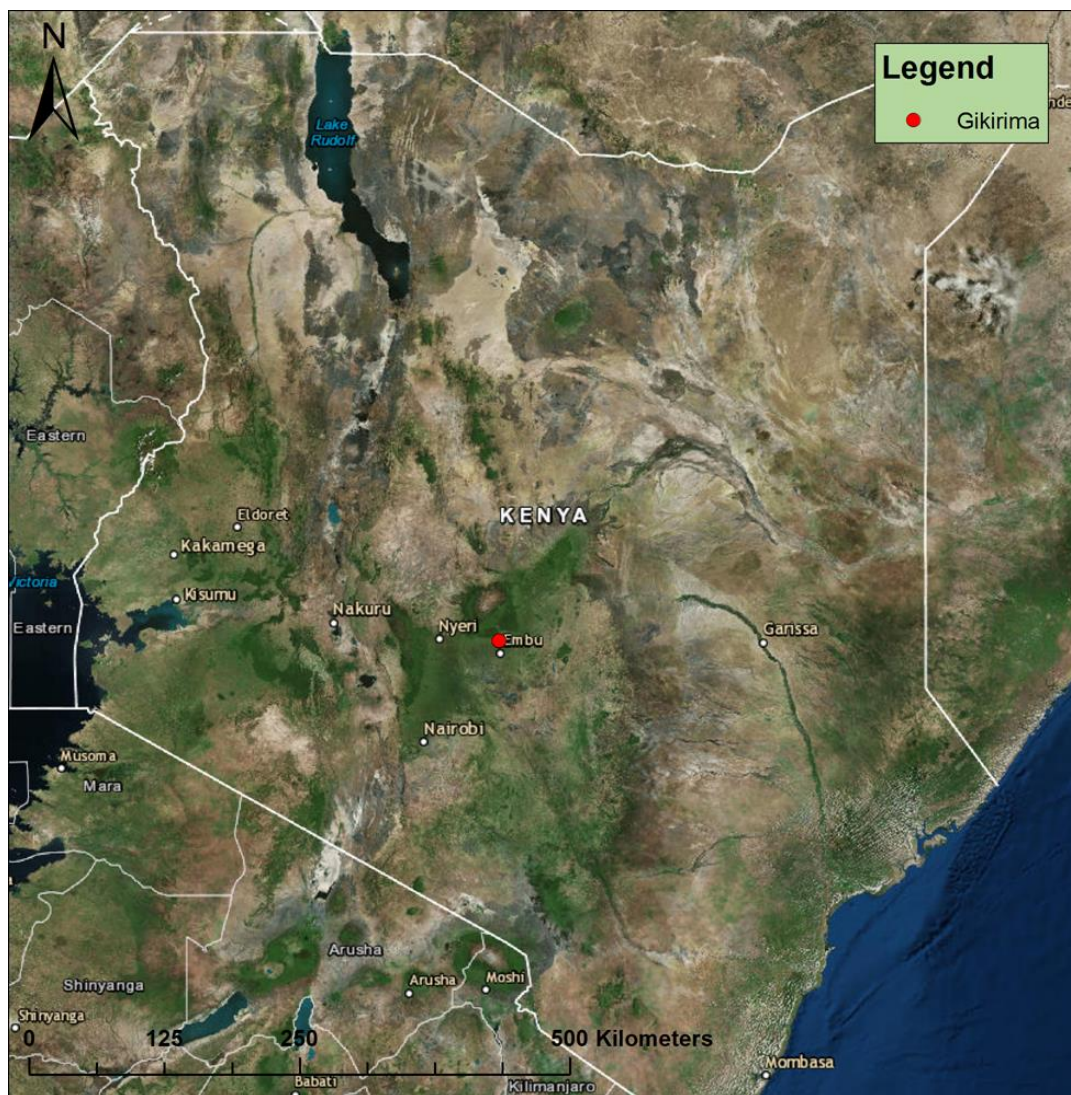 N
Legend
Gikirima
Lake
Rudolf
Eastern
KENYA
Eldoret
Kakamega
Victoria
Kisumu
Eastern
Nakuru
Nyeri
Embu
Garissa
Nairobi
Musoma
Mara
Arusha
Shinyanga
Arusha
Moshi
Shinyanga
0 125 250 500 Kilometers
Babati
Kilimanjaro
Mombasa